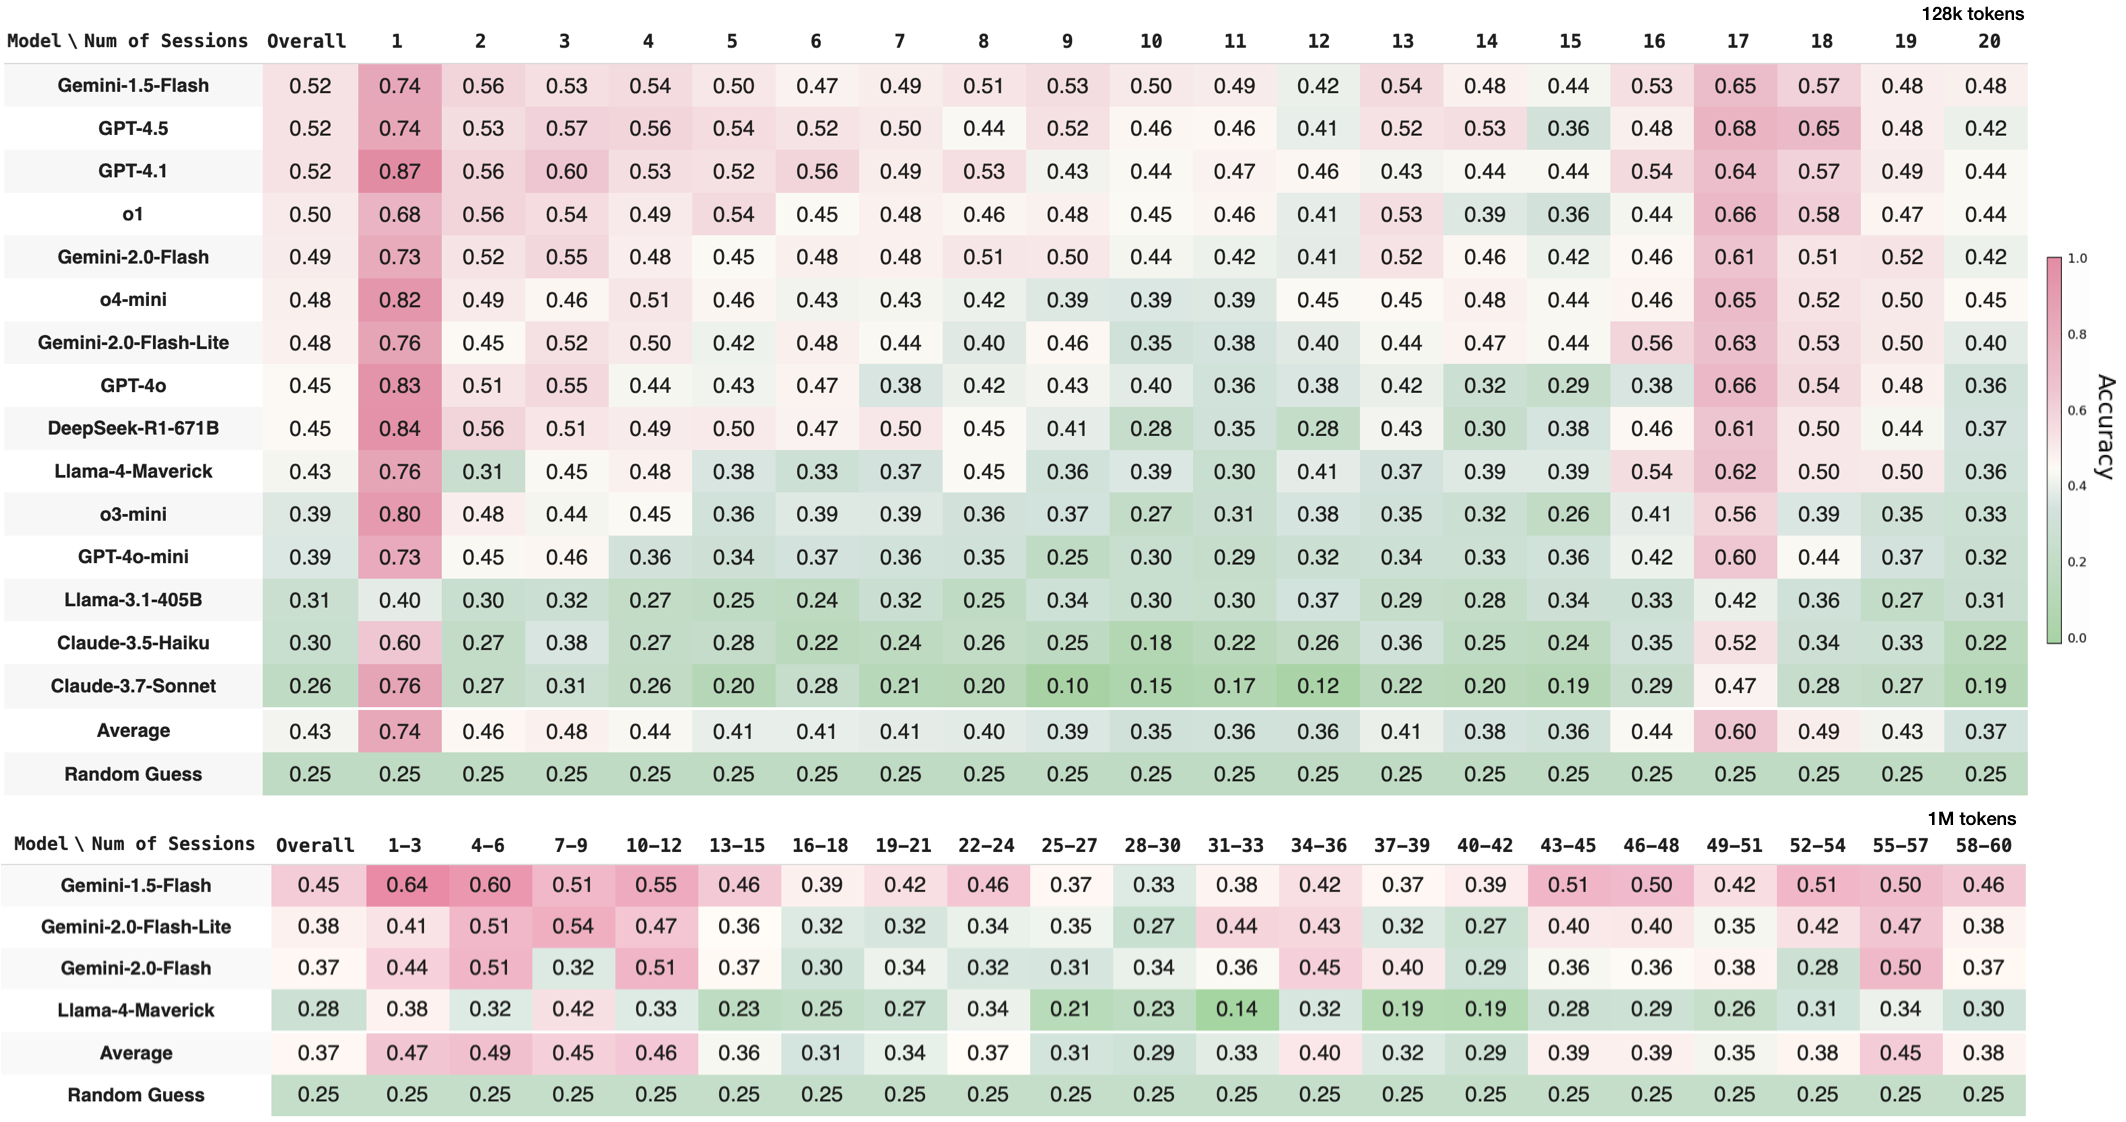 128k tokens
Model \ Num of Sessions Overall 1 2 3 4 5 6 7 8 9 10 11 12 13 14 15 16 17 18 19 20
Gemini-1.5-Flash 0.52 0.74 0.56 0.53 0.54 0.50 0.47 0.49 0.51 0.53 0.50 0.49 0.42 0.54 0.48 0.44 0.53 0.65 0.57 0.48 0.48
GPT-4.5 0.52 0.74 0.53 0.57 0.56 0.54 0.52 0.50 0.44 0.52 0.46 0.46 0.41 0.52 0.53 0.36 0.48 0.68 0.65 0.48 0.42
GPT-4.1 0.52 0.87 0.56 0.60 0.53 0.52 0.56 0.49 0.53 0.43 0.44 0.47 0.46 0.43 0.44 0.44 0.54 0.64 0.57 0.49 0.44
o1 0.50 0.68 0.56 0.54 0.49 0.54 0.45 0.48 0.46 0.48 0.45 0.46 0.41 0.53 0.39 0.36 0.44 0.66 0.58 0.47 0.44
Gemini-2.0-Flash 0.49 0.73 0.52 0.55 0.48 0.45 0.48 0.48 0.51 0.50 0.44 0.42 0.41 0.52 0.46 0.42 0.46 0.61 0.51 0.52 0.42
o4-mini 0.48 0.82 0.49 0.46 0.51 0.46 0.43 0.43 0.42 0.39 0.39 0.39 0.45 0.45 0.48 0.44 0.46 0.65 0.52 0.50 0.45
Gemini-2.0-Flash-Lite 0.48 0.76 0.45 0.52 0.50 0.42 0.48 0.44 0.40 0.46 0.35 0.38 0.40 0.44 0.47 0.44 0.56 0.63 0.53 0.50 0.40
GPT-4o 0.45 0.83 0.51 0.55 0.44 0.43 0.47 0.38 0.42 0.43 0.40 0.36 0.38 0.42 0.32 0.29 0.38 0.66 0.54 0.48 0.36
DeepSeek-R1-671B 0.45 0.84 0.56 0.51 0.49 0.50 0.47 0.50 0.45 0.41 0.28 0.35 0.28 0.43 0.30 0.38 0.46 0.61 0.50 0.44 0.37
Llama-4-Maverick 0.43 0.76 0.31 0.45 0.48 0.38 0.33 0.37 0.45 0.36 0.39 0.30 0.41 0.37 0.39 0.39 0.54 0.62 0.50 0.50 0.36
o3-mini 0.39 0.80 0.48 0.44 0.45 0.36 0.39 0.39 0.36 0.37 0.27 0.31 0.38 0.35 0.32 0.26 0.41 0.56 0.39 0.35 0.33
GPT-4o-mini 0.39 0.73 0.45 0.46 0.36 0.34 0.37 0.36 0.35 0.25 0.30 0.29 0.32 0.34 0.33 0.36 0.42 0.60 0.44 0.37 0.32
Llama-3.1-405B 0.31 0.40 0.30 0.32 0.27 0.25 0.24 0.32 0.25 0.34 0.30 0.30 0.37 0.29 0.28 0.34 0.33 0.42 0.36 0.27 0.31
Claude-3.5-Haiku 0.30 0.60 0.27 0.38 0.27 0.28 0.22 0.24 0.26 0.25 0.18 0.22 0.26 0.36 0.25 0.24 0.35 0.52 0.34 0.33 0.22
Claude-3.7-Sonnet 0.26 0.76 0.27 0.31 0.26 0.20 0.28 0.21 0.20 0.10 0.15 0.17 0.12 0.22 0.20 0.19 0.29 0.47 0.28 0.27 0.19
Average 0.43 0.74 0.46 0.48 0.44 0.41 0.41 0.41 0.40 0.39 0.35 0.36 0.36 0.41 0.38 0.36 0.44 0.60 0.49 0.43 0.37
Random Guess 0.25 0.25 0.25 0.25 0.25 0.25 0.25 0.25 0.25 0.25 0.25 0.25 0.25 0.25 0.25 0.25 0.25 0.25 0.25 0.25 0.25
1.0
0.8
0.6
0.4
0.2
0.0
Accuracy
1M tokens
Model \ Num of Sessions Overall 1–3 4–6 7–9 10–12 13–15 16–18 19–21 22–24 25–27 28–30 31–33 34–36 37–39 40–42 43–45 46–48 49–51 52–54 55–57 58–60
Gemini-1.5-Flash 0.45 0.64 0.60 0.51 0.55 0.46 0.39 0.42 0.46 0.37 0.33 0.38 0.42 0.37 0.39 0.51 0.50 0.42 0.51 0.50 0.46
Gemini-2.0-Flash-Lite 0.38 0.41 0.51 0.54 0.47 0.36 0.32 0.32 0.34 0.35 0.27 0.44 0.43 0.32 0.27 0.40 0.40 0.35 0.42 0.47 0.38
Gemini-2.0-Flash 0.37 0.44 0.51 0.32 0.51 0.37 0.30 0.34 0.32 0.31 0.34 0.36 0.45 0.40 0.29 0.36 0.36 0.38 0.28 0.50 0.37
Llama-4-Maverick 0.28 0.38 0.32 0.42 0.33 0.23 0.25 0.27 0.34 0.21 0.23 0.14 0.32 0.19 0.19 0.28 0.29 0.26 0.31 0.34 0.30
Average 0.37 0.47 0.49 0.45 0.46 0.36 0.31 0.34 0.37 0.31 0.29 0.33 0.40 0.32 0.29 0.39 0.39 0.35 0.38 0.45 0.38
Random Guess 0.25 0.25 0.25 0.25 0.25 0.25 0.25 0.25 0.25 0.25 0.25 0.25 0.25 0.25 0.25 0.25 0.25 0.25 0.25 0.25 0.25